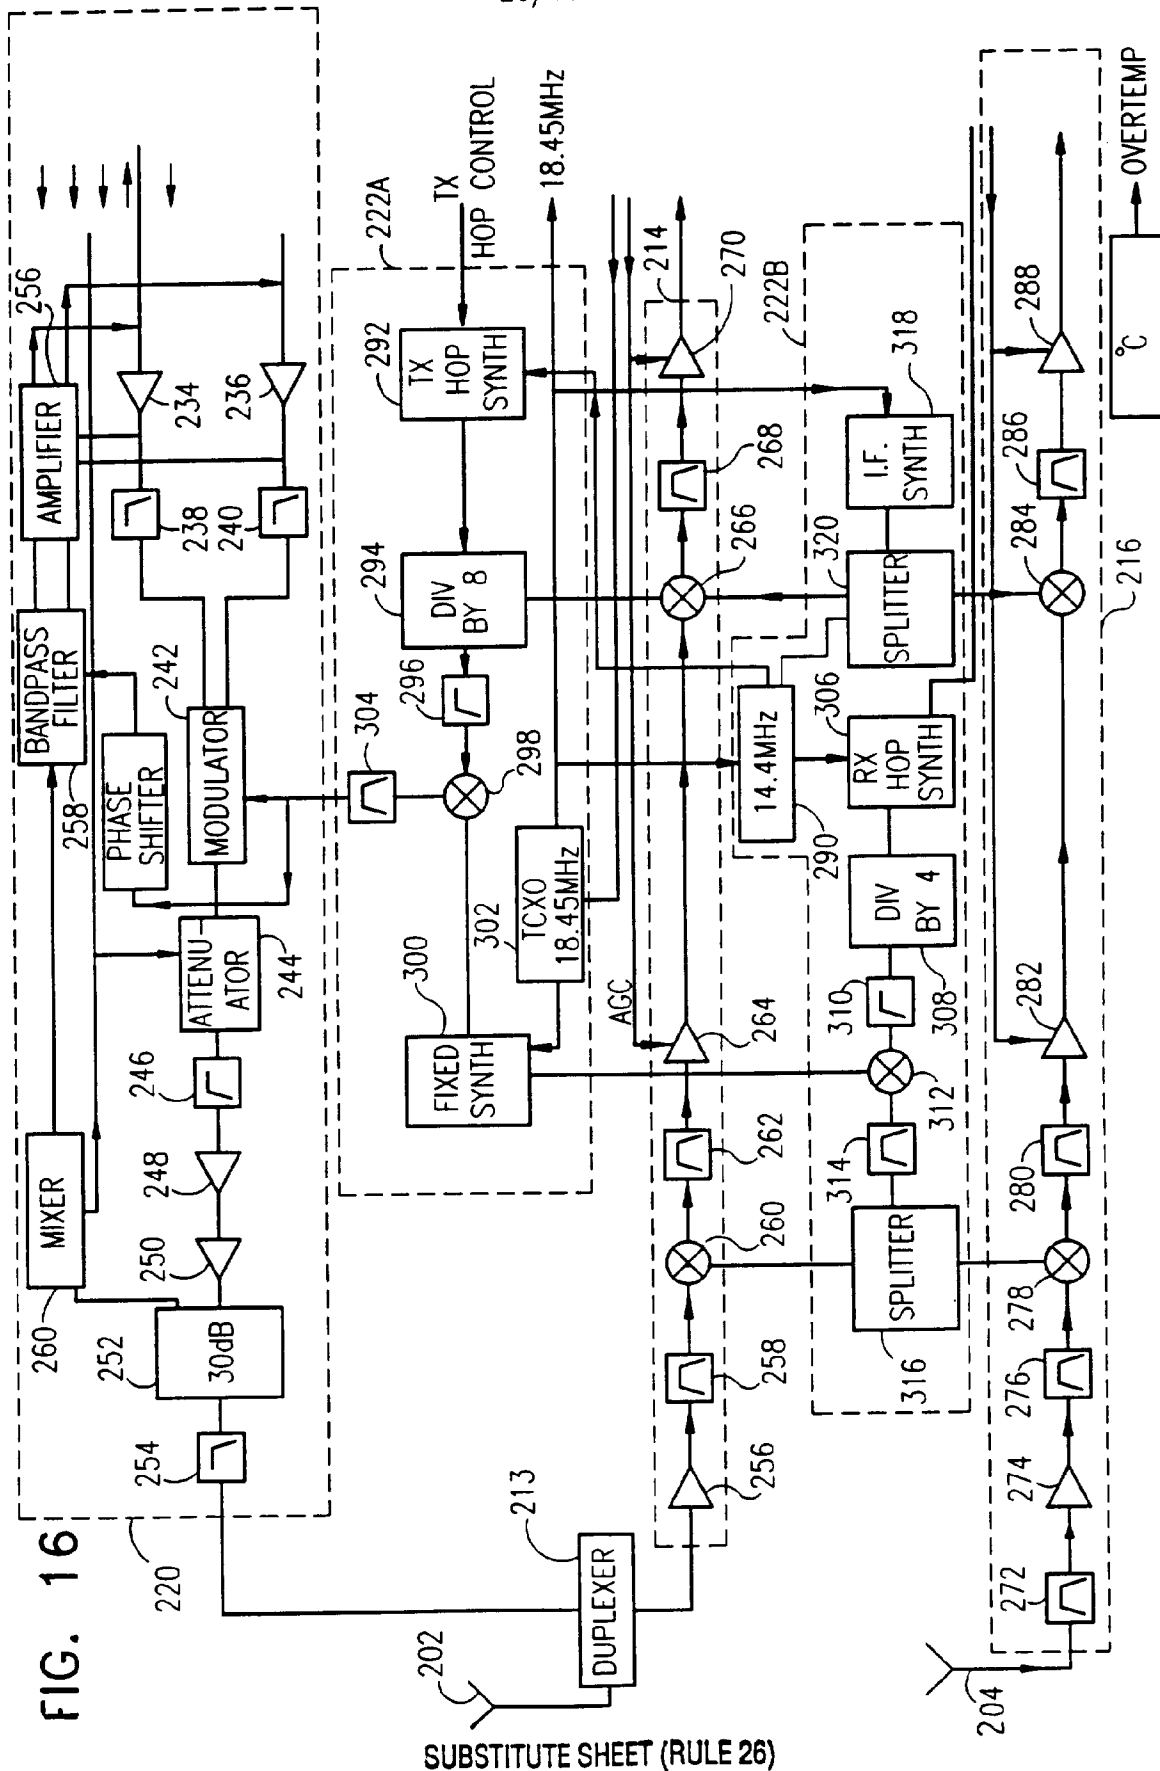 FIG. 16
220
254
252
30dB
260
MIXER
250
248
246
ATTENU-
ATOR
244
PHASE
SHIFTER
MODULATOR
242
258
BANDPASS
FILTER
AMPLIFIER
256
238
240
234
236
222A
TX
HOP CONTROL
292
TX
HOP
SYNTH
294
DIV
BY 8
296
304
298
300
FIXED
SYNTH
302
TCXO
18.45MHz
18.45MHz
AGC
202
213
DUPLEXER
256
258
260
262
264
266
268
270
214
222B
290
14.4MHz
306
RX
HOP
SYNTH
320
SPLITTER
I.F.
SYNTH
318
308
DIV
BY 4
310
312
314
316
SPLITTER
204
272
274
276
278
280
282
284
286
288
216
°C
OVERTEMP
SUBSTITUTE SHEET (RULE 26)